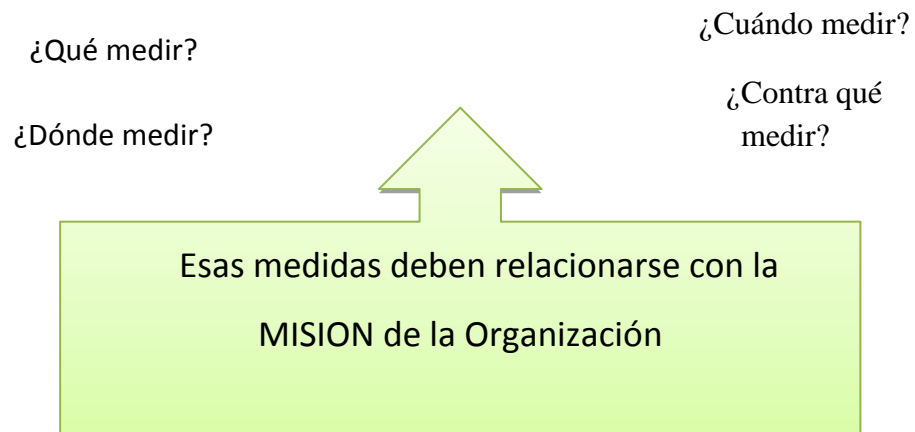 ¿Qué medir?
¿Dónde medir?
¿Cuándo medir?
¿Contra qué
medir?
Esas medidas deben relacionarse con la
MISION de la Organización